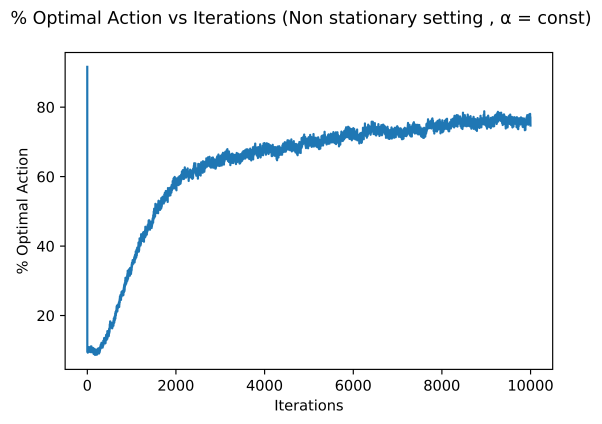 % Optimal Action vs Iterations (Non stationary setting , α = const)
80
60
40
20
% Optimal Action
0 2000 4000 6000 8000 10000
Iterations